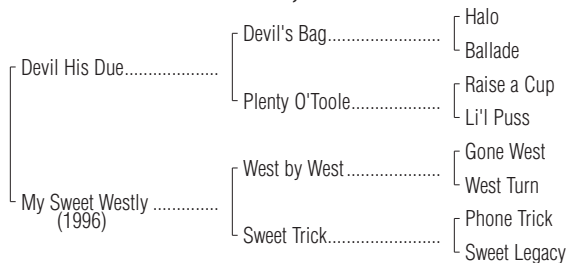 Halo
Devil's Bag........................
Ballade
Devil His Due....................
Raise a Cup
Plenty O'Toole...................
Li'l Puss
Gone West
West by West....................
West Turn
My Sweet Westly ..............
(1996)
Phone Trick
Sweet Trick........................
Sweet Legacy